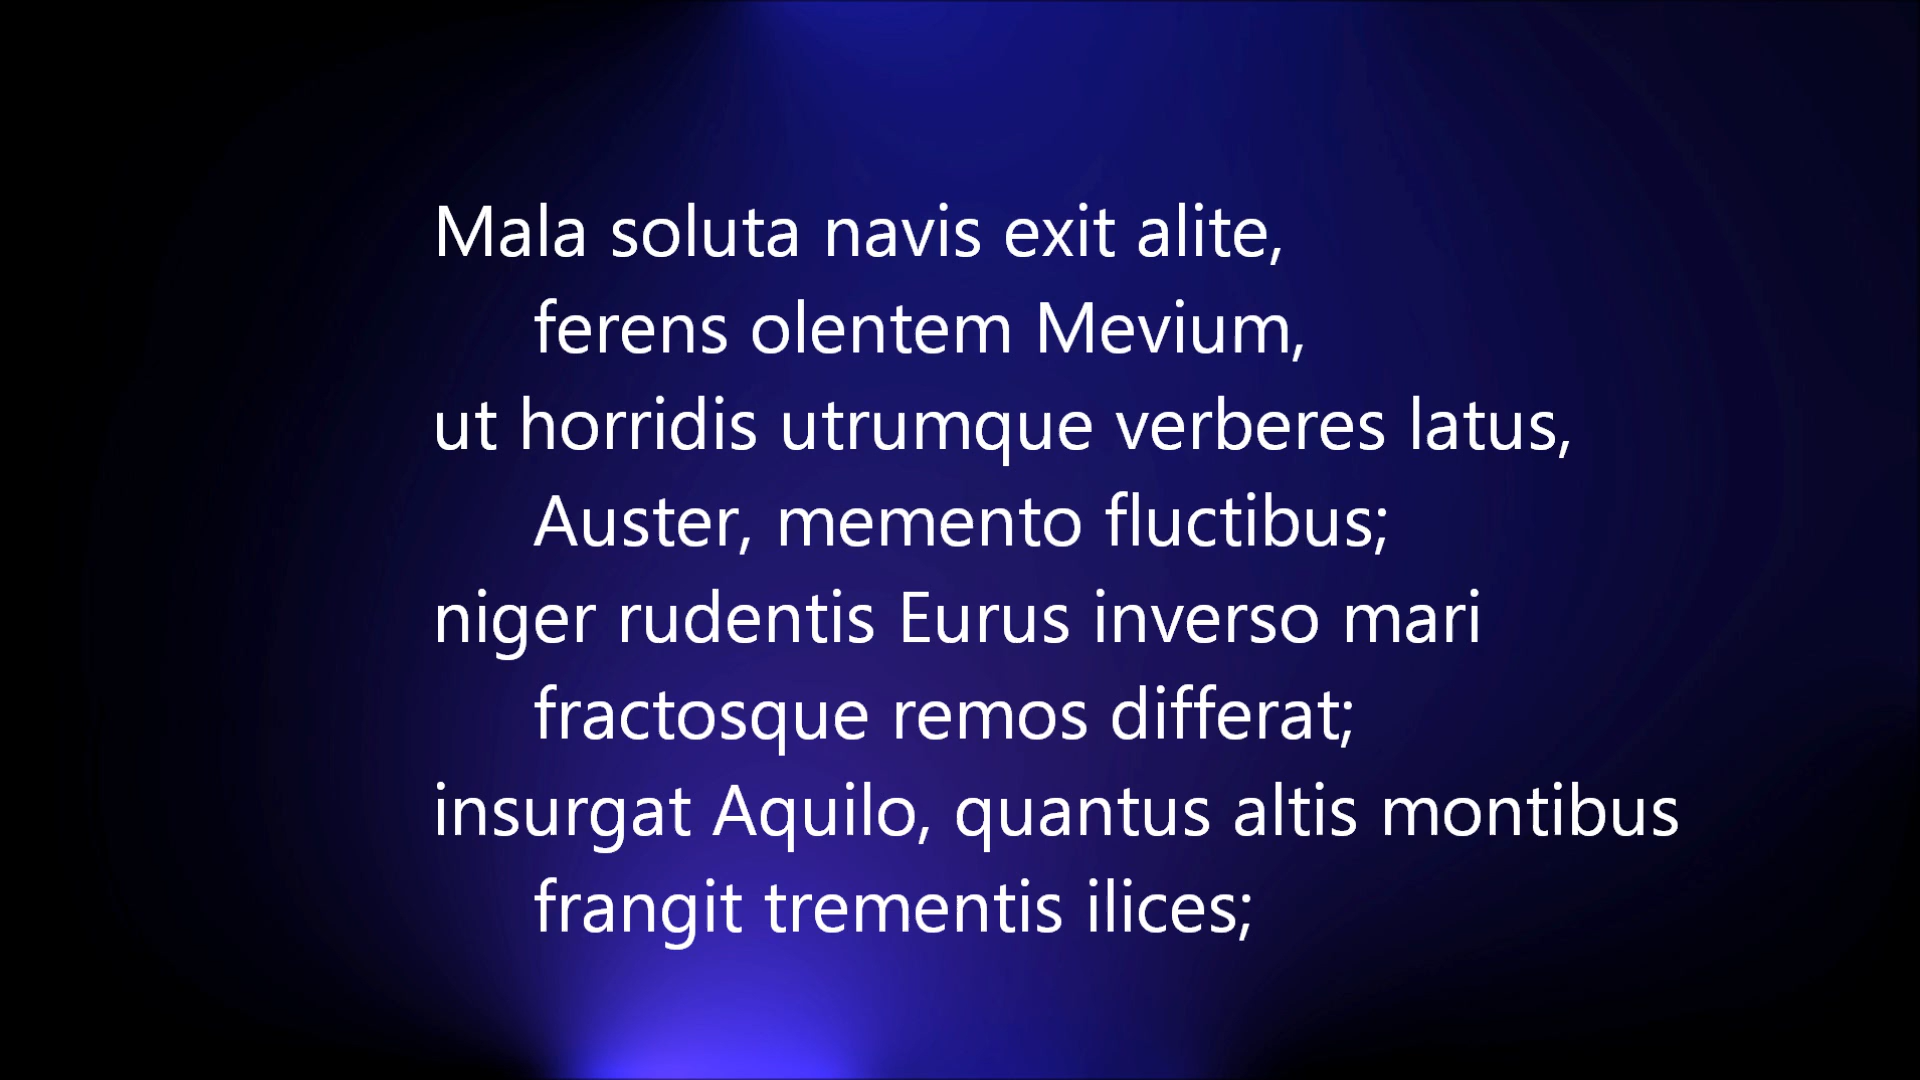 Mala soluta navis exit alite,
ferens olentem Mevium,
ut horridis utrumque verberes latus,
Auster, memento fluctibus;
niger rudentis Eurus inverso mari
fractosque remos differat;
insurgat Aquilo, quantus altis montibus
frangit trementis ilices;